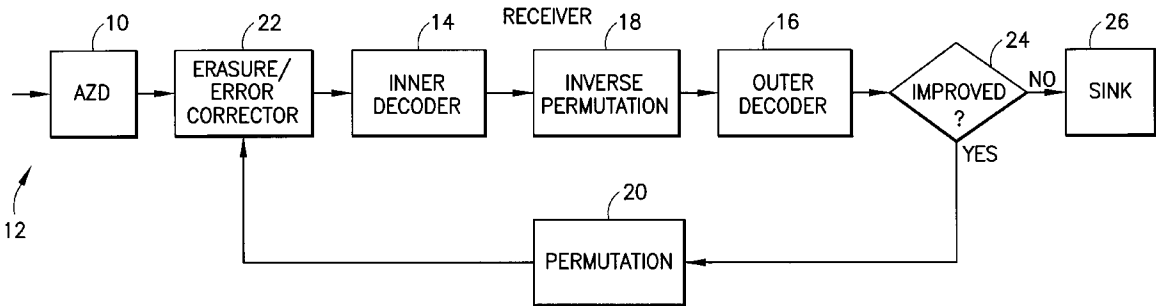 RECEIVER
10
22
14
18
16
24
26
AZD
ERASURE/
ERROR
CORRECTOR
INNER
DECODER
INVERSE
PERMUTATION
OUTER
DECODER
IMPROVED
?
NO
SINK
YES
12
20
PERMUTATION